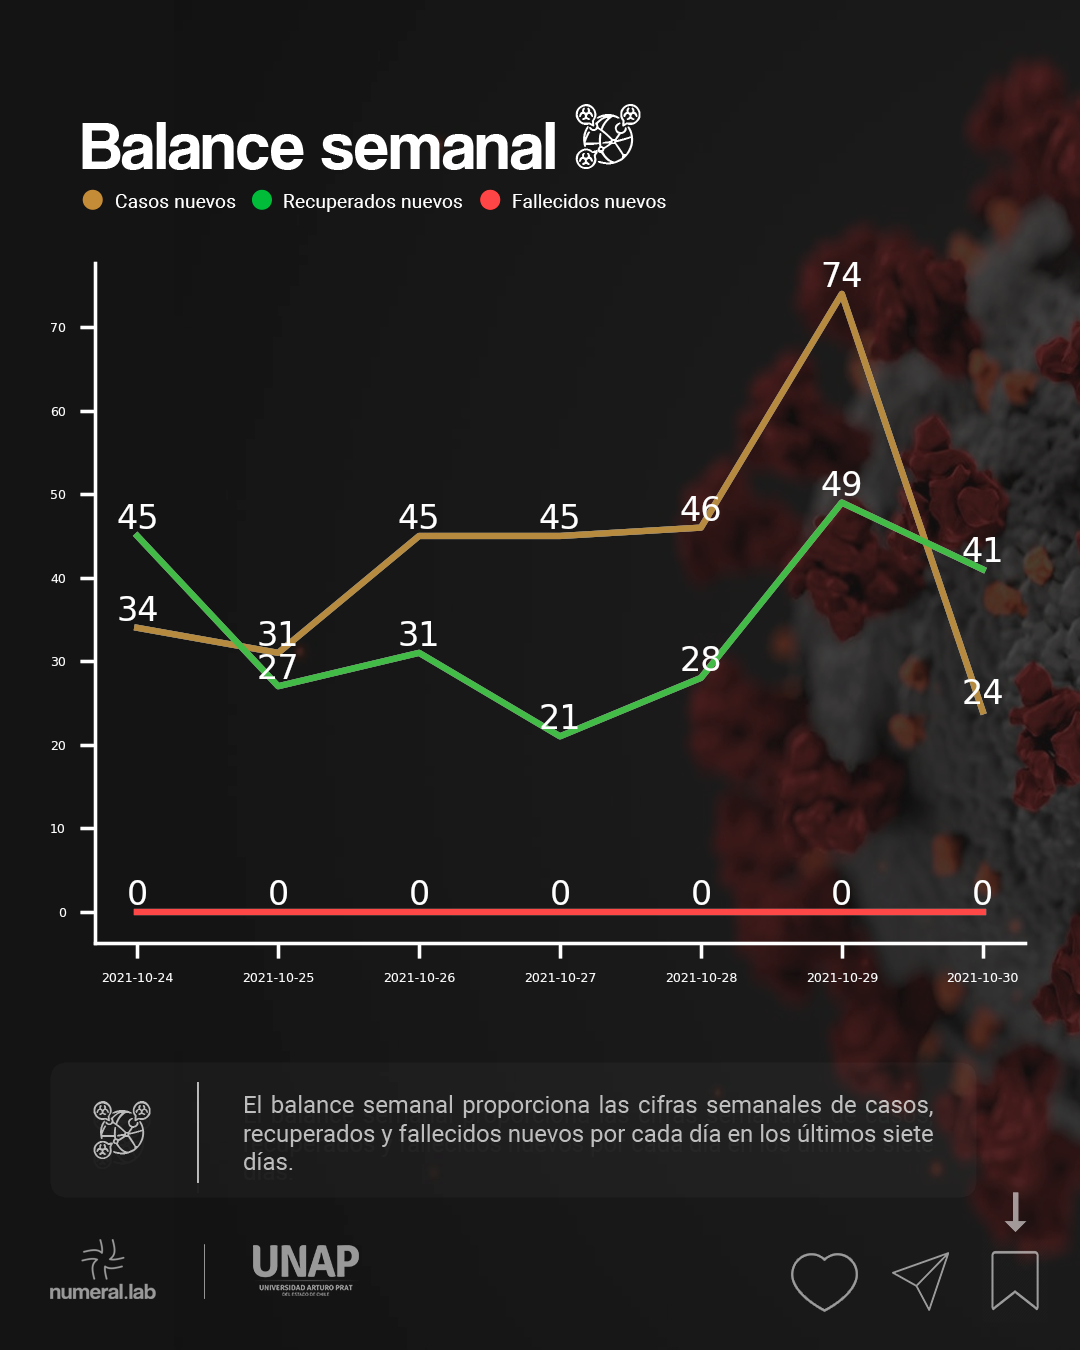 Balance semanal
Casos nuevos Recuperados nuevos Fallecidos nuevos
74
70
60
50
49
46
45 45 45
41
40
34
31 31
30
28
27
24
21
20
10
0 0 0 0 0 0 0
0
2021-10-24 2021-10-25 2021-10-26 2021-10-27 2021-10-28 2021-10-29 2021-10-30
El balance semanal proporciona las cifras semanales de casos,
recuperados y fallecidos nuevos por cada día en los últimos siete
días.
numeral.lab
UNAP
UNIVERSIDAD ARTURO PRAT
DEL ESTADO DE CHILE